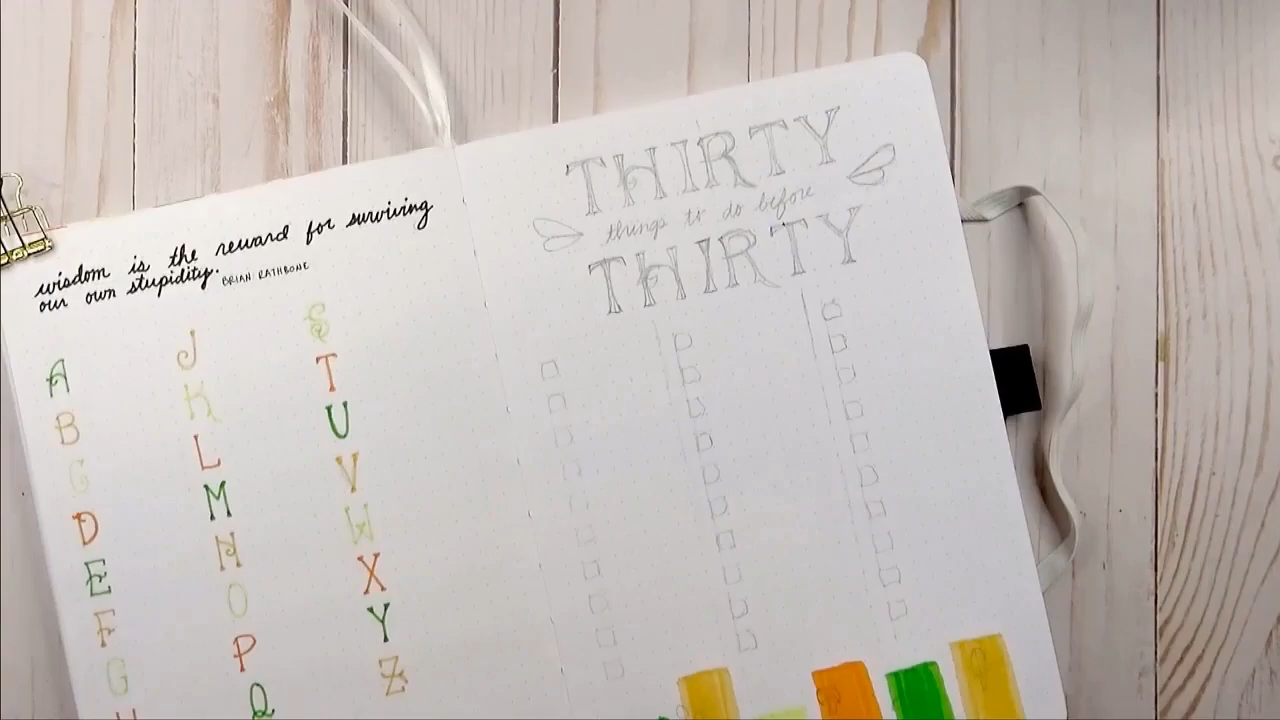 wisdom is the reward for surviving
our own stupidity. BRIAN RATHBONE
A
B
C
D
E
F
G
H
J
K
L
M
N
O
P
Q
S
T
U
V
W
X
Y
Z
THIRTY
things to do before
THIRTY